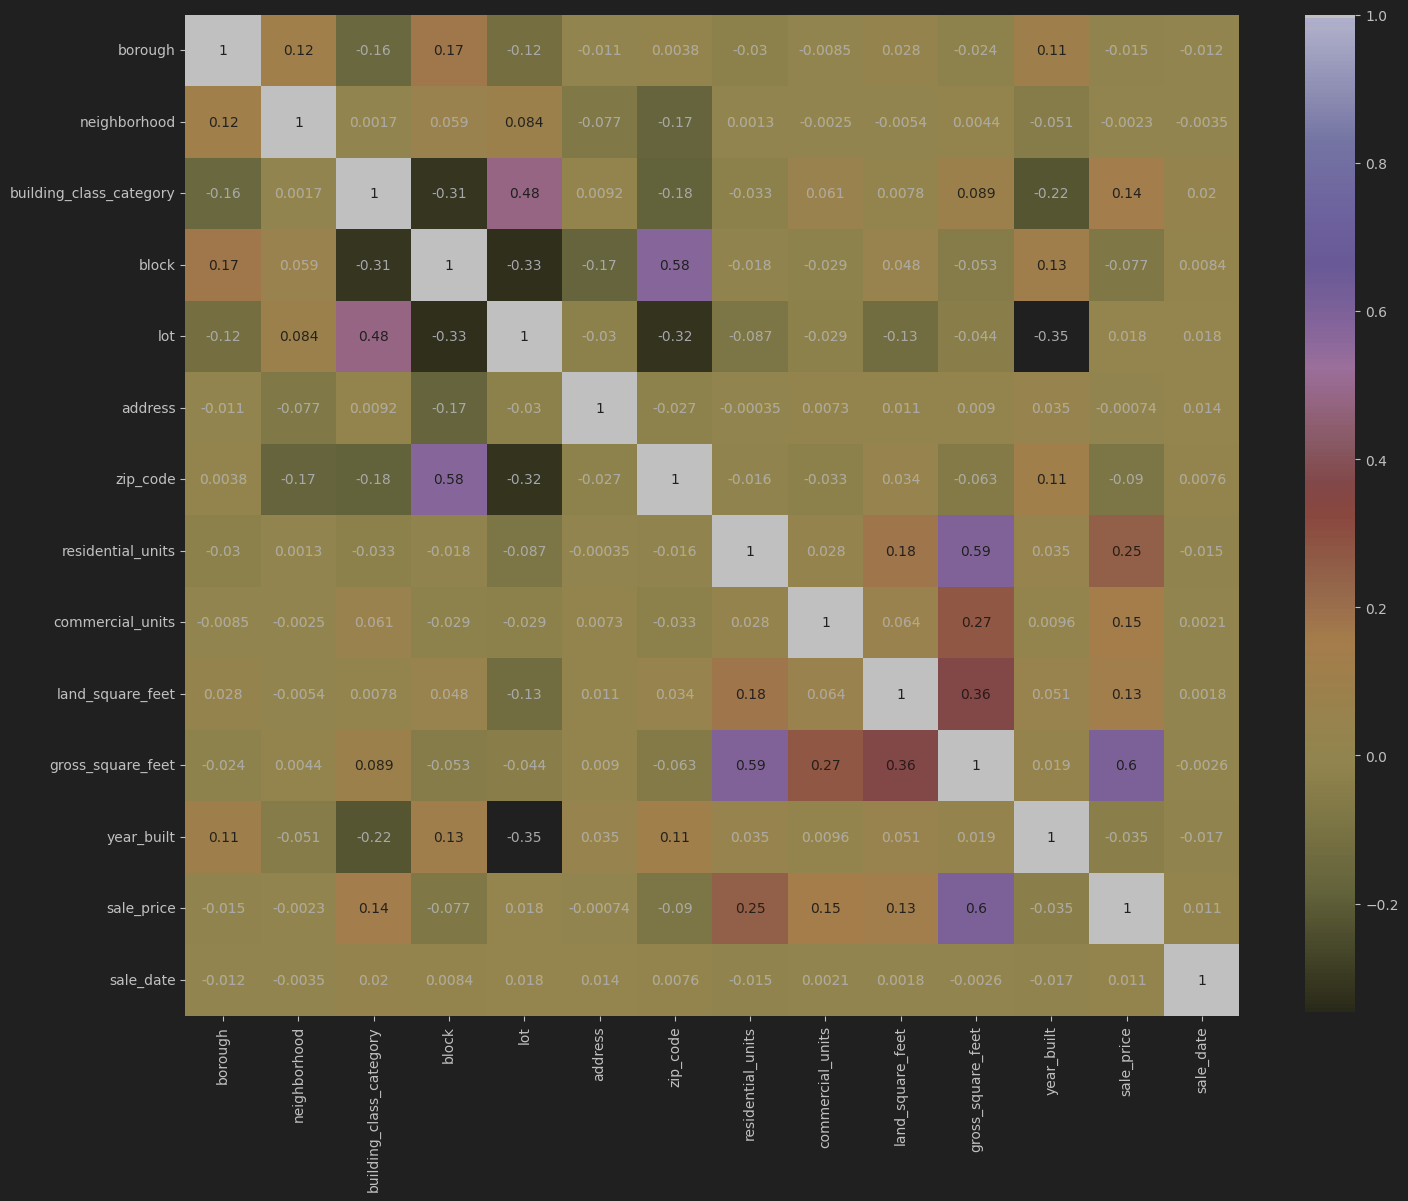 borough 1 0.12 -0.16 0.17 -0.12 -0.011 0.0038 -0.03 -0.0085 0.028 -0.024 0.11 -0.015 -0.012
neighborhood 0.12 1 0.0017 0.059 0.084 -0.077 -0.17 0.0013 -0.0025 -0.0054 0.0044 -0.051 -0.0023 -0.0035
building_class_category -0.16 0.0017 1 -0.31 0.48 0.0092 -0.18 -0.033 0.061 0.0078 0.089 -0.22 0.14 0.02
block 0.17 0.059 -0.31 1 -0.33 -0.17 0.58 -0.018 -0.029 0.048 -0.053 0.13 -0.077 0.0084
lot -0.12 0.084 0.48 -0.33 1 -0.03 -0.32 -0.087 -0.029 -0.13 -0.044 -0.35 0.018 0.018
address -0.011 -0.077 0.0092 -0.17 -0.03 1 -0.027 -0.00035 0.0073 0.011 0.009 0.035 -0.00074 0.014
zip_code 0.0038 -0.17 -0.18 0.58 -0.32 -0.027 1 -0.016 -0.033 0.034 -0.063 0.11 -0.09 0.0076
residential_units -0.03 0.0013 -0.033 -0.018 -0.087 -0.00035 -0.016 1 0.028 0.18 0.59 0.035 0.25 -0.015
commercial_units -0.0085 -0.0025 0.061 -0.029 -0.029 0.0073 -0.033 0.028 1 0.064 0.27 0.0096 0.15 0.0021
land_square_feet 0.028 -0.0054 0.0078 0.048 -0.13 0.011 0.034 0.18 0.064 1 0.36 0.051 0.13 0.0018
gross_square_feet -0.024 0.0044 0.089 -0.053 -0.044 0.009 -0.063 0.59 0.27 0.36 1 0.019 0.6 -0.0026
year_built 0.11 -0.051 -0.22 0.13 -0.35 0.035 0.11 0.035 0.0096 0.051 0.019 1 -0.035 -0.017
sale_price -0.015 -0.0023 0.14 -0.077 0.018 -0.00074 -0.09 0.25 0.15 0.13 0.6 -0.035 1 0.011
sale_date -0.012 -0.0035 0.02 0.0084 0.018 0.014 0.0076 -0.015 0.0021 0.0018 -0.0026 -0.017 0.011 1
borough
neighborhood
building_class_category
block
lot
address
zip_code
residential_units
commercial_units
land_square_feet
gross_square_feet
year_built
sale_price
sale_date
1.0
0.8
0.6
0.4
0.2
0.0
−0.2